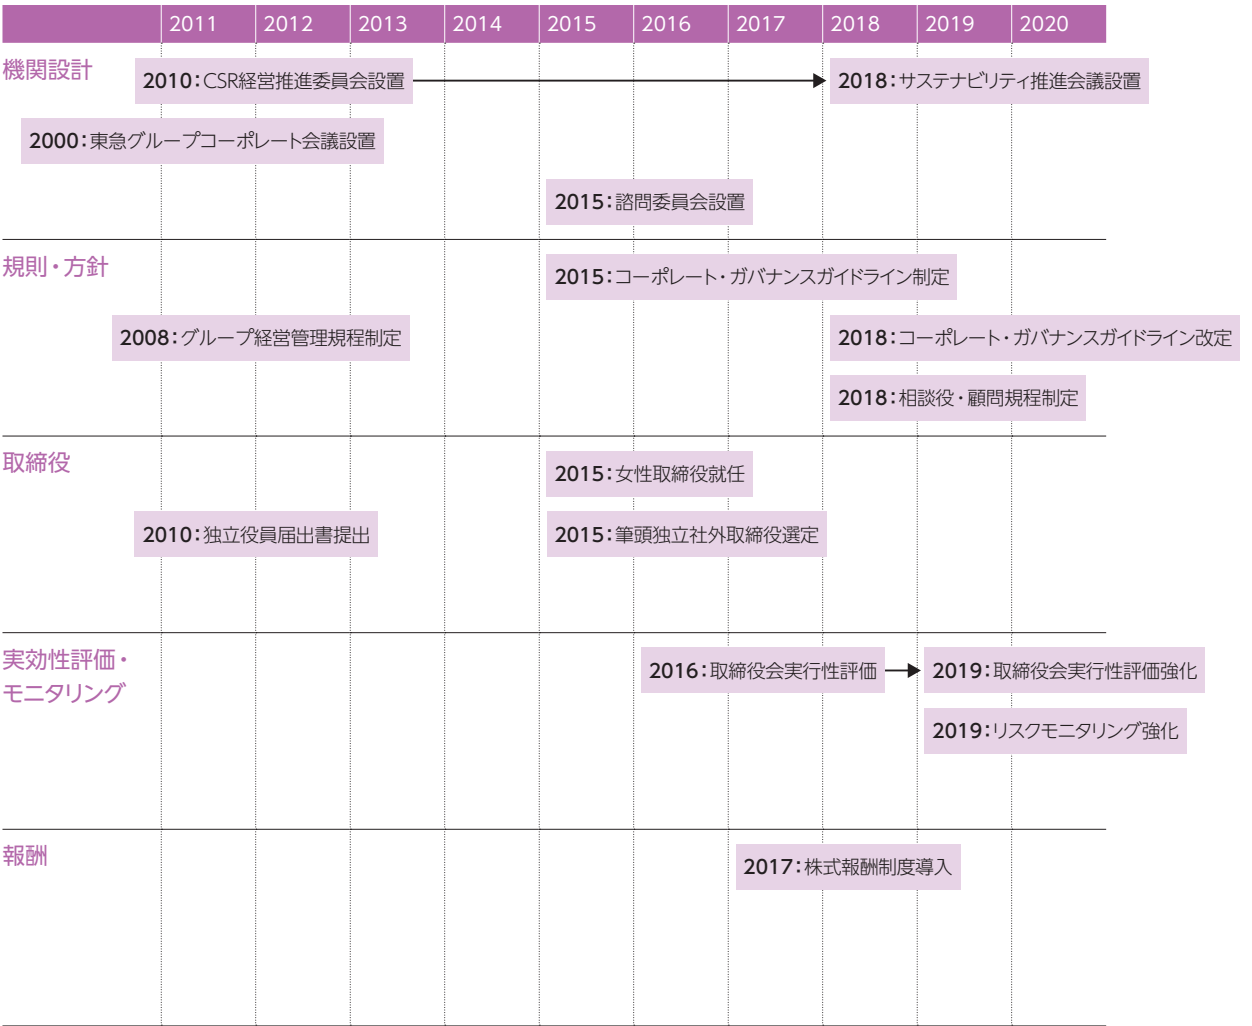 2011 2012 2013 2014 2015 2016 2017 2018 2019 2020
機関設計
2010：CSR経営推進委員会設置
2018：サステナビリティ推進会議設置
2000：東急グループコーポレート会議設置
2015：諮問委員会設置
規則・方針
2015：コーポレート・ガバナンスガイドライン制定
2008：グループ経営管理規程制定
2018：コーポレート・ガバナンスガイドライン改定
2018：相談役・顧問規程制定
取締役
2015：女性取締役就任
2010：独立役員届出書提出
2015：筆頭独立社外取締役選定
実効性評価・
モニタリング
2016：取締役会実行性評価
2019：取締役会実行性評価強化
2019：リスクモニタリング強化
報酬
2017：株式報酬制度導入